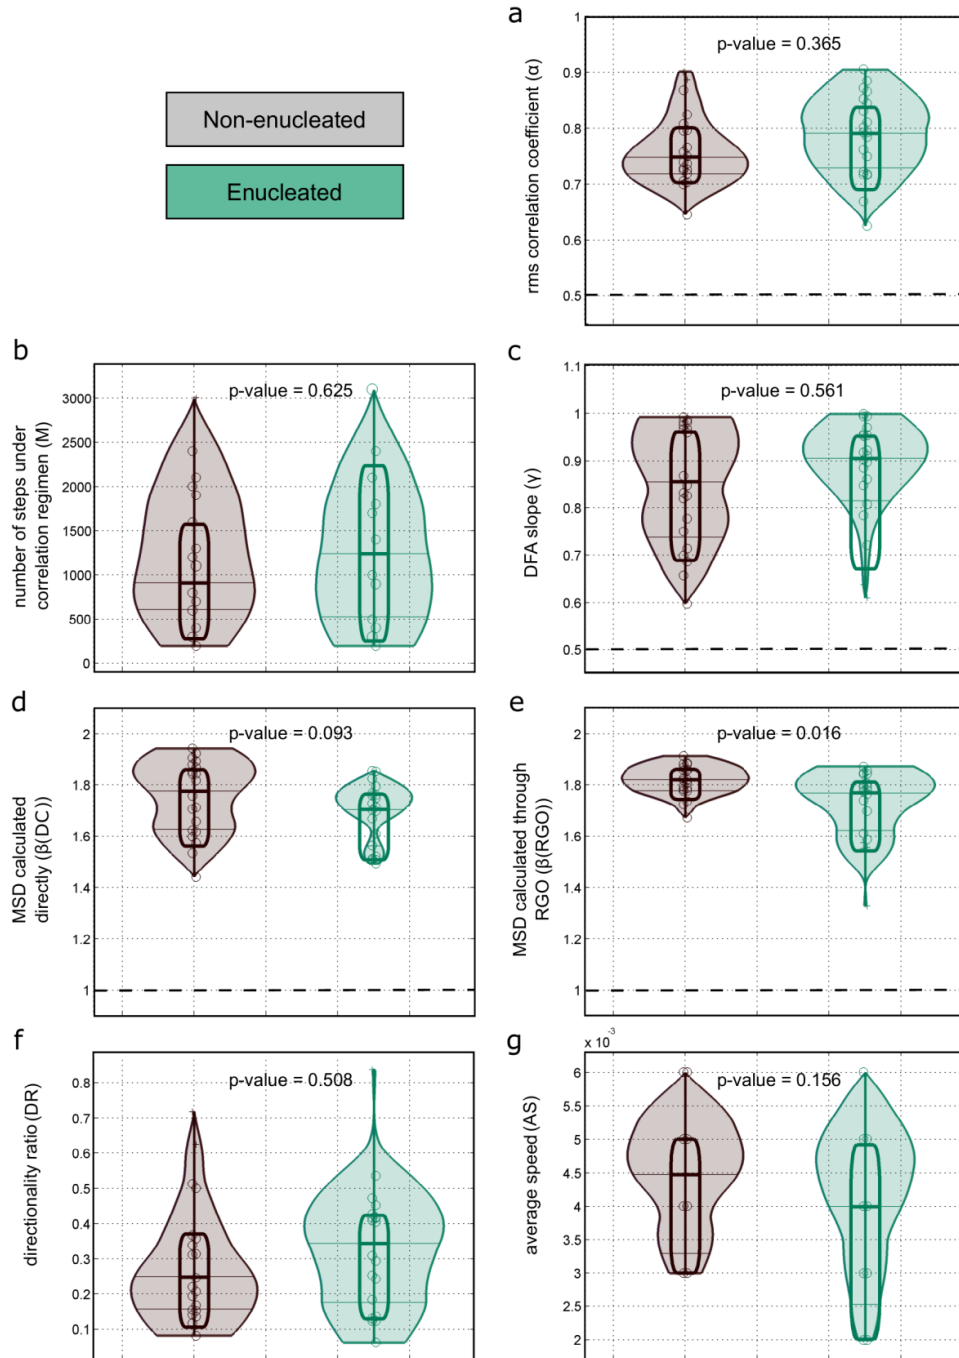 Non-enucleated
Enucleated
a
p-value = 0.365
rms correlation coefficient (α)
1
0.9
0.8
0.7
0.6
0.5
b
p-value = 0.625
number of steps under
correlation regimen (M)
3000
2500
2000
1500
1000
500
0
c
p-value = 0.561
DFA slope (γ)
1.1
1
0.9
0.8
0.7
0.6
0.5
d
p-value = 0.093
MSD calculated
directly (β(DC))
2
1.8
1.6
1.4
1.2
1
e
p-value = 0.016
MSD calculated through
RGO (β(RGO))
2
1.8
1.6
1.4
1.2
1
f
p-value = 0.508
directionality ratio (DR)
0.8
0.7
0.6
0.5
0.4
0.3
0.2
0.1
g
x 10⁻³
p-value = 0.156
average speed (AS)
6
5.5
5
4.5
4
3.5
3
2.5
2